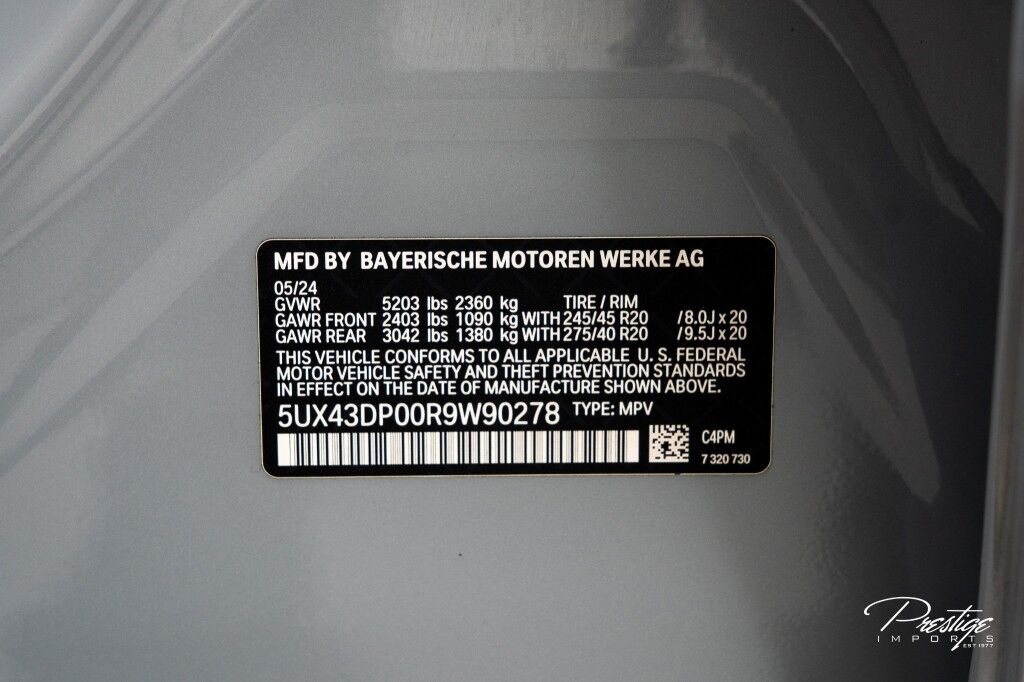 MFD BY BAYERISCHE MOTOREN WERKE AG
05/24
GVWR 5203 lbs 2360 kg TIRE / RIM
GAWR FRONT 2403 lbs 1090 kg WITH 245/45 R20 / 8.0J x 20
GAWR REAR 3042 lbs 1380 kg WITH 275/40 R20 / 9.5J x 20
THIS VEHICLE CONFORMS TO ALL APPLICABLE U. S. FEDERAL
MOTOR VEHICLE SAFETY AND THEFT PREVENTION STANDARDS
IN EFFECT ON THE DATE OF MANUFACTURE SHOWN ABOVE.
5UX43DP00R9W90278 TYPE: MPV
C4PM
7 320 730
Prestige
IMPORTS
EST 1977